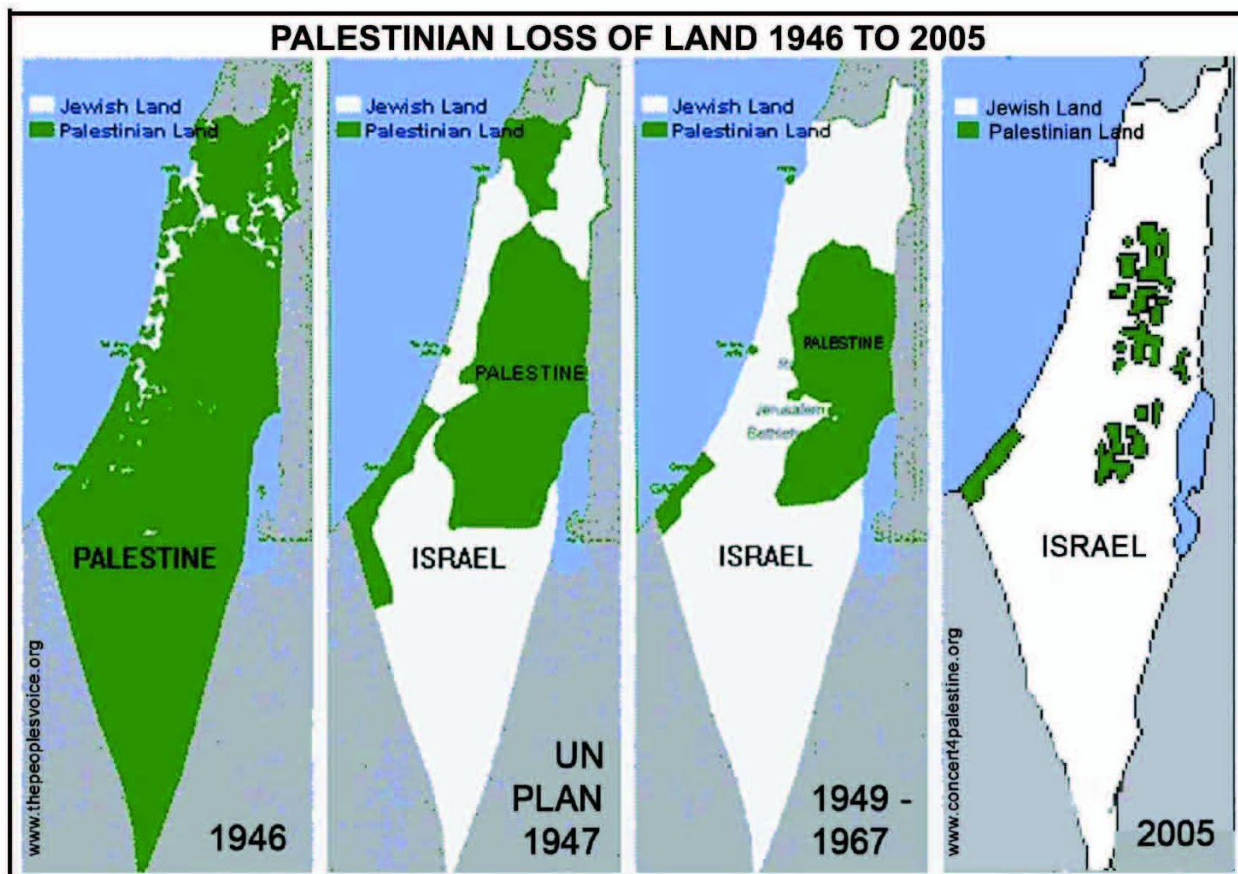 PALESTINIAN LOSS OF LAND 1946 TO 2005
Jewish Land
Palestinian Land
PALESTINE
1946
www.thepeoplesvoice.org
Jewish Land
Palestinian Land
PALESTINE
ISRAEL
UN
PLAN
1947
Jewish Land
Palestinian Land
PALESTINE
Jerusalem
ISRAEL
1949 -
1967
Jewish Land
Palestinian Land
ISRAEL
2005
www.concert4palestine.org